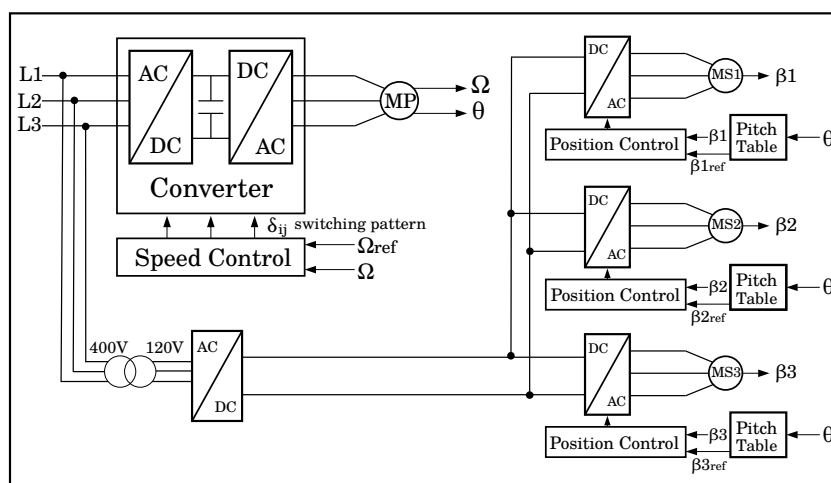 L1
L2
L3
AC
DC
DC
AC
Converter
MP
Ω
θ
δij switching pattern
Speed Control
Ωref
Ω
400V
120V
AC
DC
DC
AC
MS1
β1
Position Control
β1
β1ref
Pitch
Table
θ
DC
AC
MS2
β2
Position Control
β2
β2ref
Pitch
Table
θ
DC
AC
MS3
β3
Position Control
β3
β3ref
Pitch
Table
θ